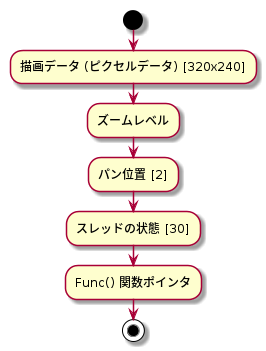 描画データ (ピクセルデータ) [320x240]
ズームレベル
パン位置 [2]
スレッドの状態 [30]
Func() 関数ポインタ